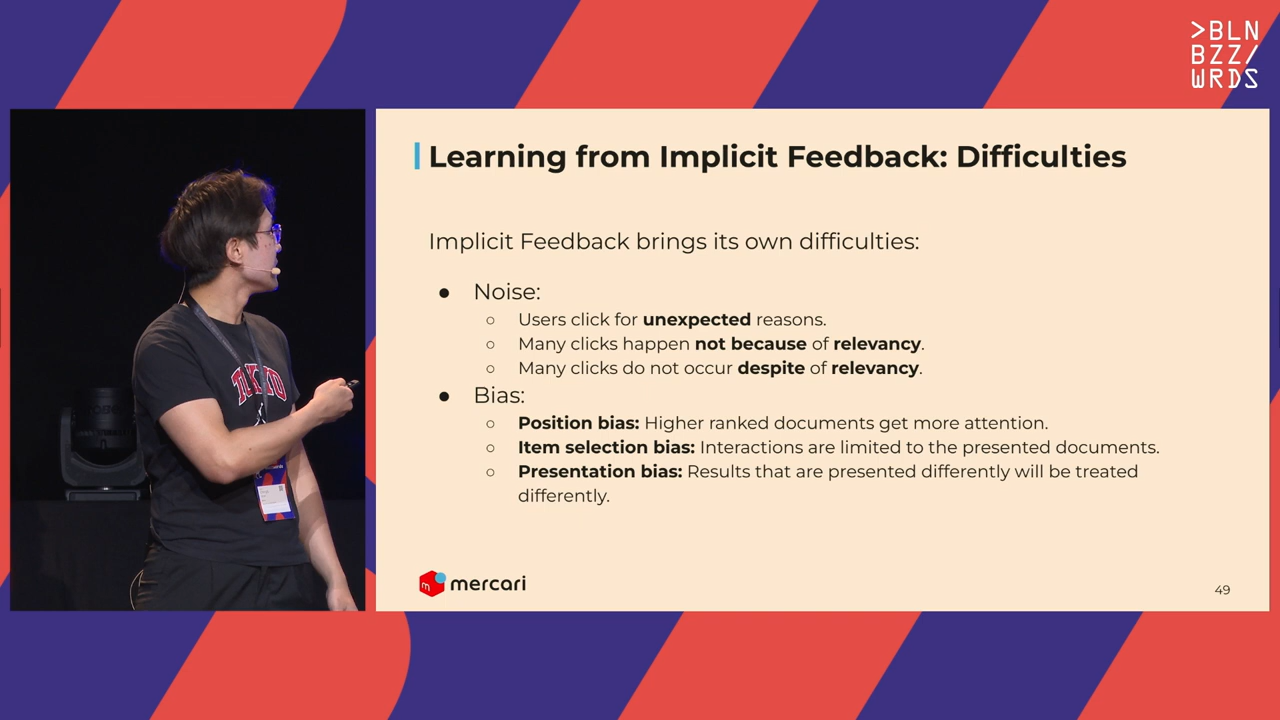 >BLN
BZZ/
WRDS
Learning from Implicit Feedback: Difficulties
Implicit Feedback brings its own difficulties:
● Noise:
○ Users click for unexpected reasons.
○ Many clicks happen not because of relevancy.
○ Many clicks do not occur despite of relevancy.
● Bias:
○ Position bias: Higher ranked documents get more attention.
○ Item selection bias: Interactions are limited to the presented documents.
○ Presentation bias: Results that are presented differently will be treated
differently.
TOKYO
m mercari
49